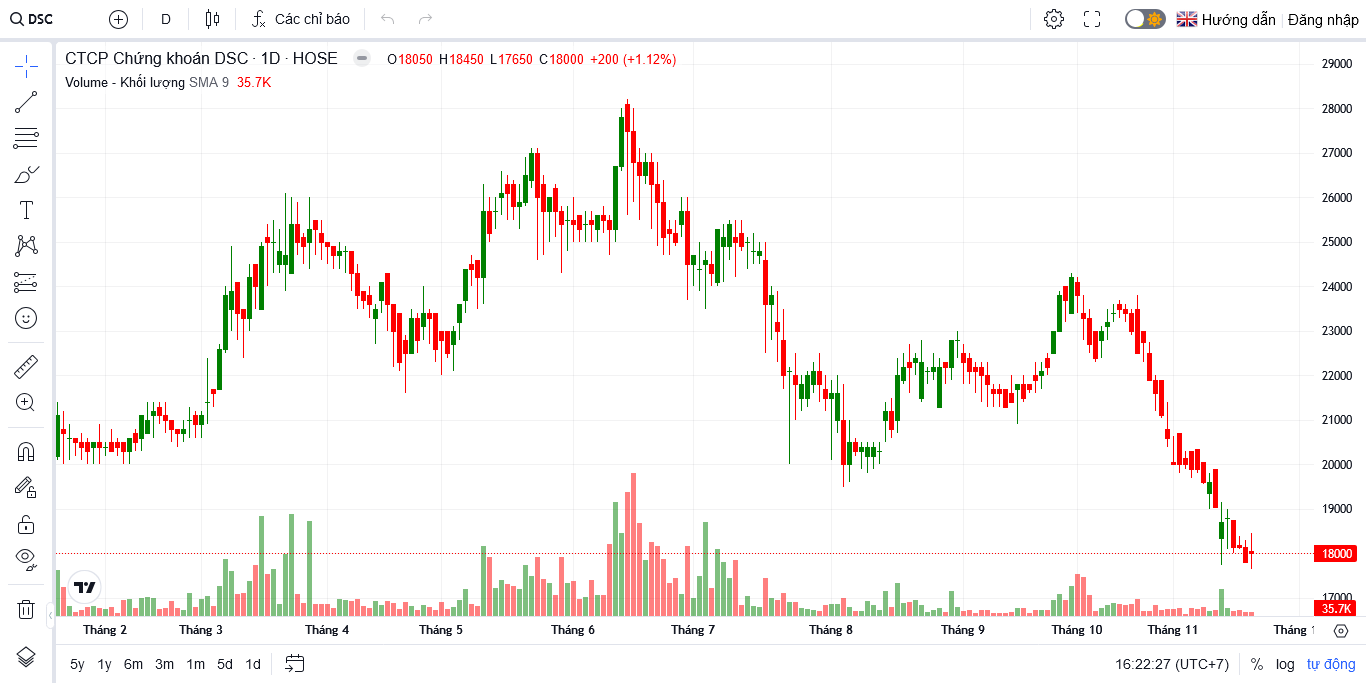 DSC D Các chỉ báo Hướng dẫn Đăng nhập
CTCP Chứng khoán DSC · 1D · HOSE O18050 H18450 L17650 C18000 +200 (+1.12%)
Volume - Khối lượng SMA 9 35.7K
29000
28000
27000
26000
25000
24000
23000
22000
21000
20000
19000
18000
17000
35.7K
Tháng 2 Tháng 3 Tháng 4 Tháng 5 Tháng 6 Tháng 7 Tháng 8 Tháng 9 Tháng 10 Tháng 11 Tháng 1
5y 1y 6m 3m 1m 5d 1d 16:22:27 (UTC+7) % log tự động